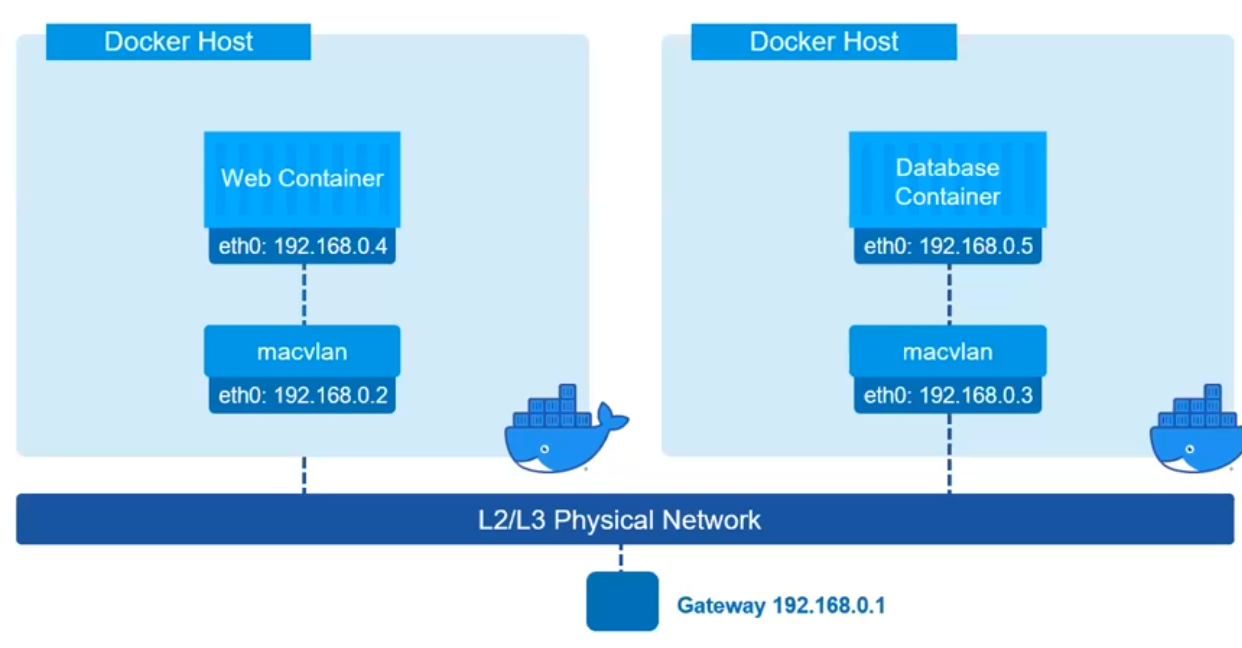 Docker Host
Docker Host
Web Container
eth0: 192.168.0.4
Database
Container
eth0: 192.168.0.5
macvlan
eth0: 192.168.0.2
macvlan
eth0: 192.168.0.3
L2/L3 Physical Network
Gateway 192.168.0.1